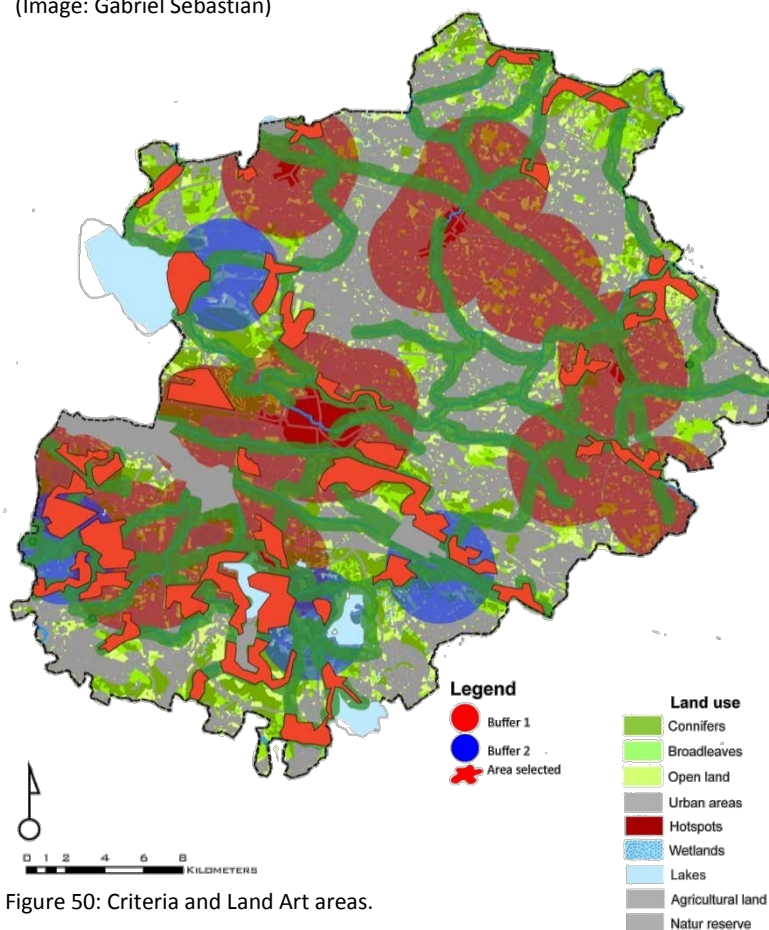 (Image: Gabriel Sebastian)
Legend
Buffer 1
Buffer 2
Area selected
Land use
Connifers
Broadleaves
Open land
Urban areas
Hotspots
Wetlands
Lakes
Agricultural land
Natur reserve
0 1 2 4 6 8
KILOMETERS
Figure 50: Criteria and Land Art areas.